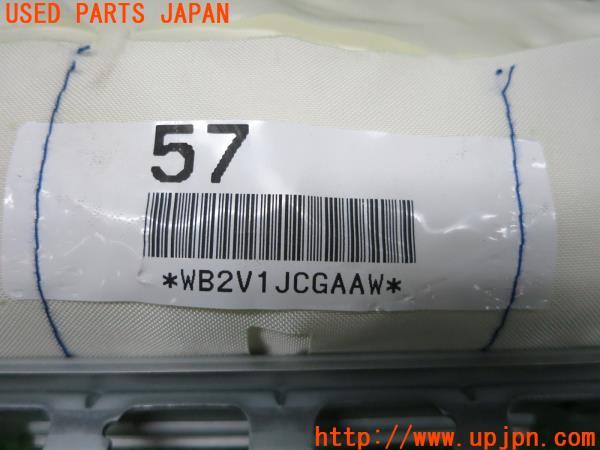 USED PARTS JAPAN
57
*WB2V1JCGAAW*
http://www.upjpn.com/